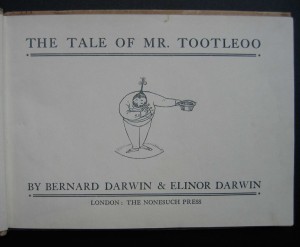 THE TALE OF MR. TOOTLEOO
BY BERNARD DARWIN & ELINOR DARWIN
LONDON: THE NONESUCH PRESS